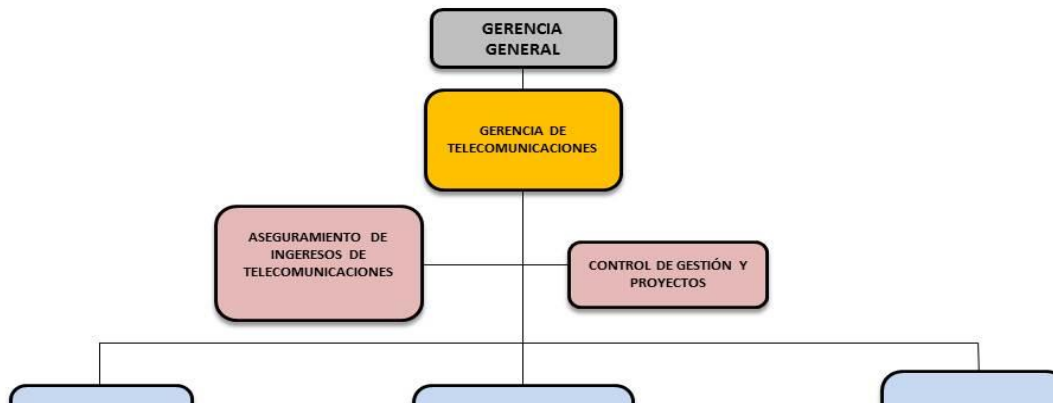 GERENCIA
GENERAL
GERENCIA DE
TELECOMUNICACIONES
ASEGURAMIENTO DE
INGERESOS DE
TELECOMUNICACIONES
CONTROL DE GESTIÓN Y
PROYECTOS